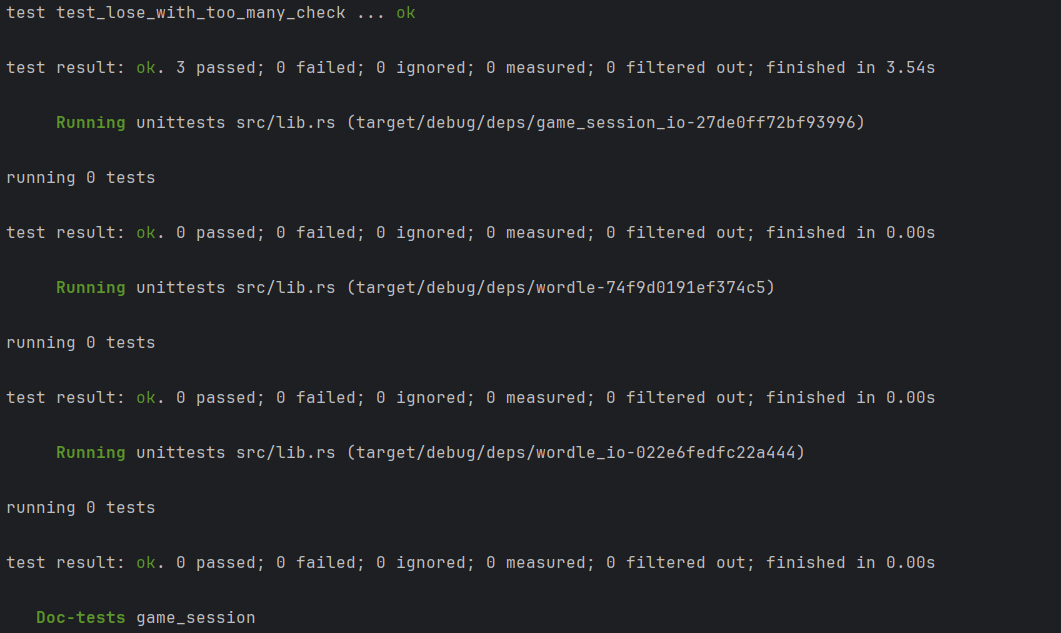 test test_lose_with_too_many_check ... ok
test result: ok. 3 passed; 0 failed; 0 ignored; 0 measured; 0 filtered out; finished in 3.54s
Running unittests src/lib.rs (target/debug/deps/game_session_io-27de0ff72bf93996)
running 0 tests
test result: ok. 0 passed; 0 failed; 0 ignored; 0 measured; 0 filtered out; finished in 0.00s
Running unittests src/lib.rs (target/debug/deps/wordle-74f9d0191ef374c5)
running 0 tests
test result: ok. 0 passed; 0 failed; 0 ignored; 0 measured; 0 filtered out; finished in 0.00s
Running unittests src/lib.rs (target/debug/deps/wordle_io-022e6fedfc22a444)
running 0 tests
test result: ok. 0 passed; 0 failed; 0 ignored; 0 measured; 0 filtered out; finished in 0.00s
Doc-tests game_session